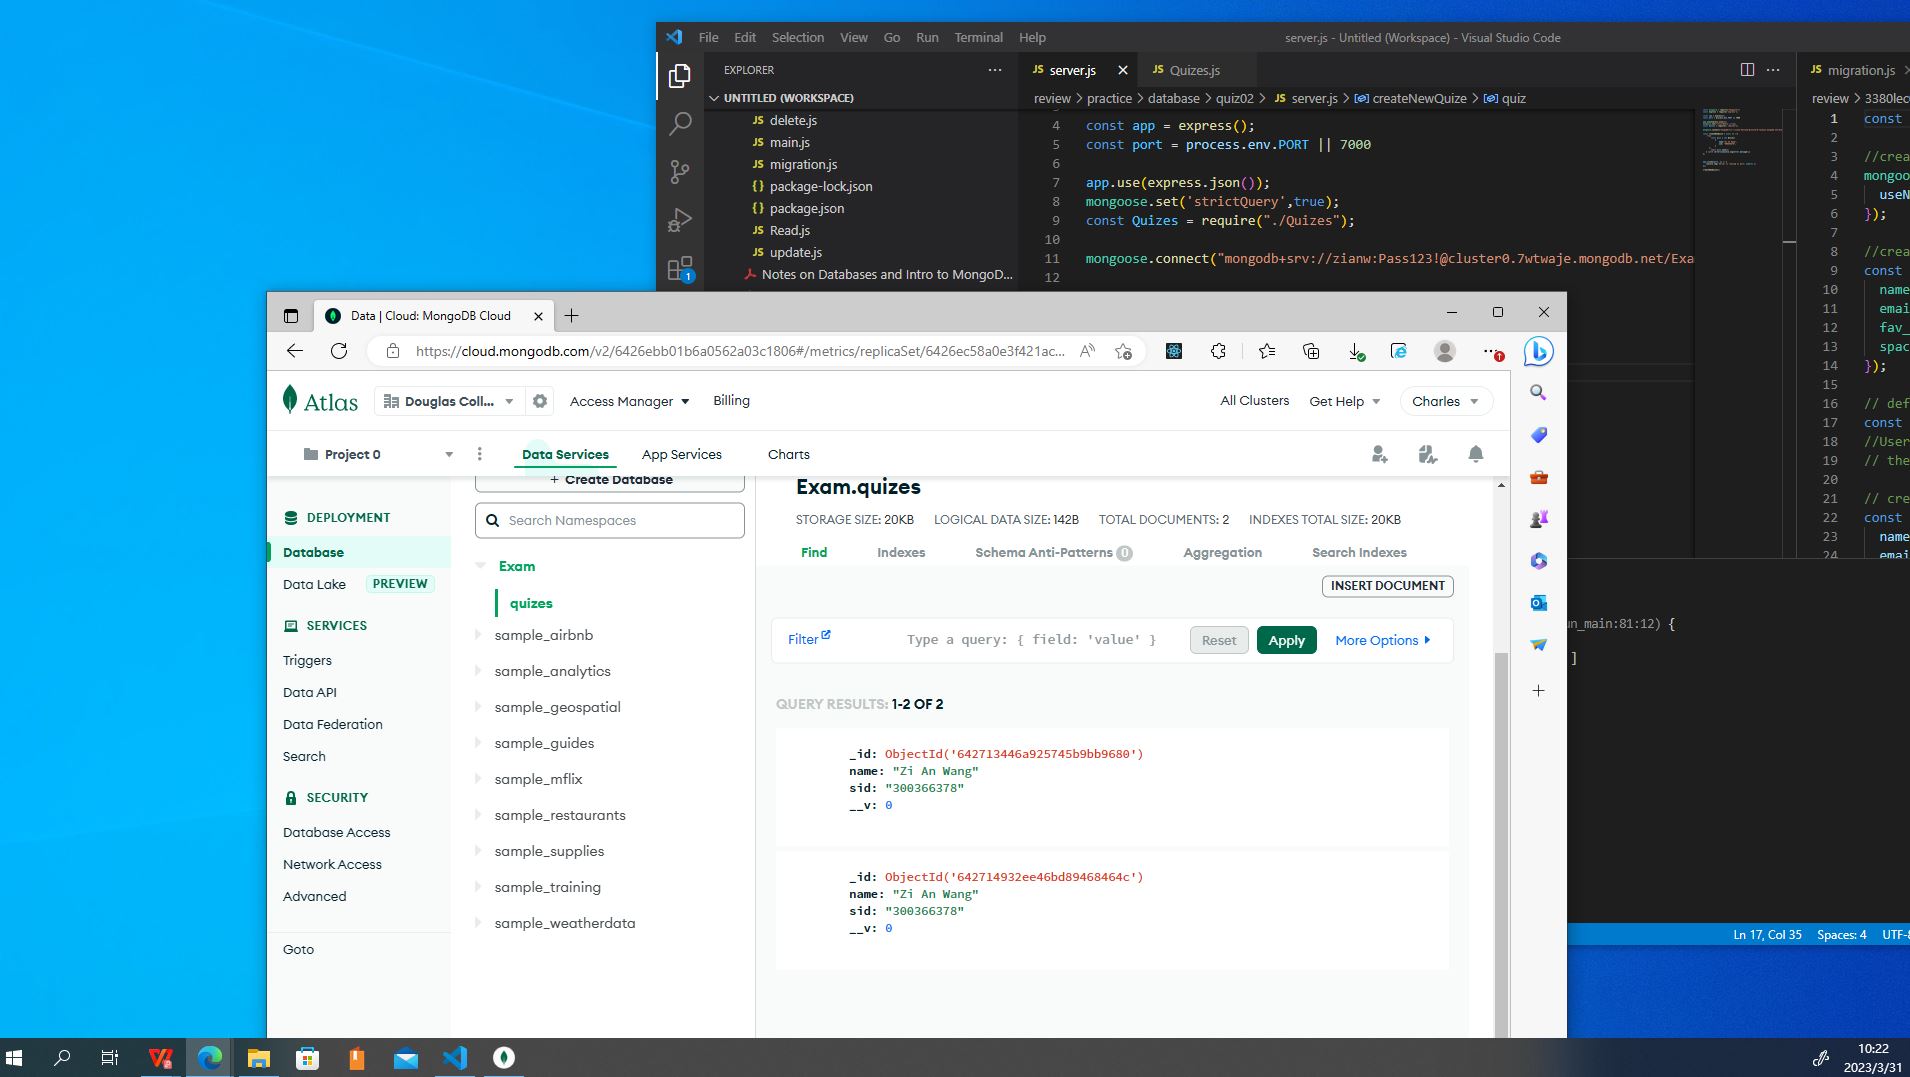 File Edit Selection View Go Run Terminal Help
server.js - Untitled (Workspace) - Visual Studio Code
EXPLORER
UNTITLED (WORKSPACE)
JS delete.js
JS main.js
JS migration.js
{} package-lock.json
{} package.json
JS Read.js
JS update.js
Notes on Databases and Intro to MongoD...
1
JS server.js
JS Quizes.js
review > practice > database > quiz02 > JS server.js > createNewQuize > quiz
4 const app = express();
5 const port = process.env.PORT || 7000
6
7 app.use(express.json());
8 mongoose.set('strictQuery',true);
9 const Quizes = require("./Quizes");
10
11 mongoose.connect("mongodb+srv://zianw:Pass123!@cluster0.7wtwaje.mongodb.net/Exa
12
JS migration.js
review > 3380lec
1 const
2
3 //crea
4 mongoo
5 useN
6 });
7
8 //crea
9 const
10 name
11 emai
12 fav_
13 spac
14 });
15
16 // def
17 const
18 //User
19 // the
20
21 // cre
22 const
23 name
24 emai
un_main:81:12) {
]
Ln 17, Col 35 Spaces: 4 UTF-8
Data | Cloud: MongoDB Cloud
https://cloud.mongodb.com/v2/6426ebb01b6a0562a03c1806#/metrics/replicaSet/6426ec58a0e3f421ac...
Atlas
Douglas Coll...
Access Manager
Billing
All Clusters
Get Help
Charles
Project 0
Data Services
App Services
Charts
DEPLOYMENT
Database
Data Lake PREVIEW
SERVICES
Triggers
Data API
Data Federation
Search
SECURITY
Database Access
Network Access
Advanced
Goto
+ Create Database
Search Namespaces
Exam
quizes
sample_airbnb
sample_analytics
sample_geospatial
sample_guides
sample_mflix
sample_restaurants
sample_supplies
sample_training
sample_weatherdata
Exam.quizes
STORAGE SIZE: 20KB LOGICAL DATA SIZE: 142B TOTAL DOCUMENTS: 2 INDEXES TOTAL SIZE: 20KB
Find Indexes Schema Anti-Patterns 0 Aggregation Search Indexes
INSERT DOCUMENT
Filter Type a query: { field: 'value' } Reset Apply More Options
QUERY RESULTS: 1-2 OF 2
_id: ObjectId('642713446a925745b9bb9680')
name: "Zi An Wang"
sid: "300366378"
__v: 0
_id: ObjectId('642714932ee46bd89468464c')
name: "Zi An Wang"
sid: "300366378"
__v: 0
10:22
2023/3/31